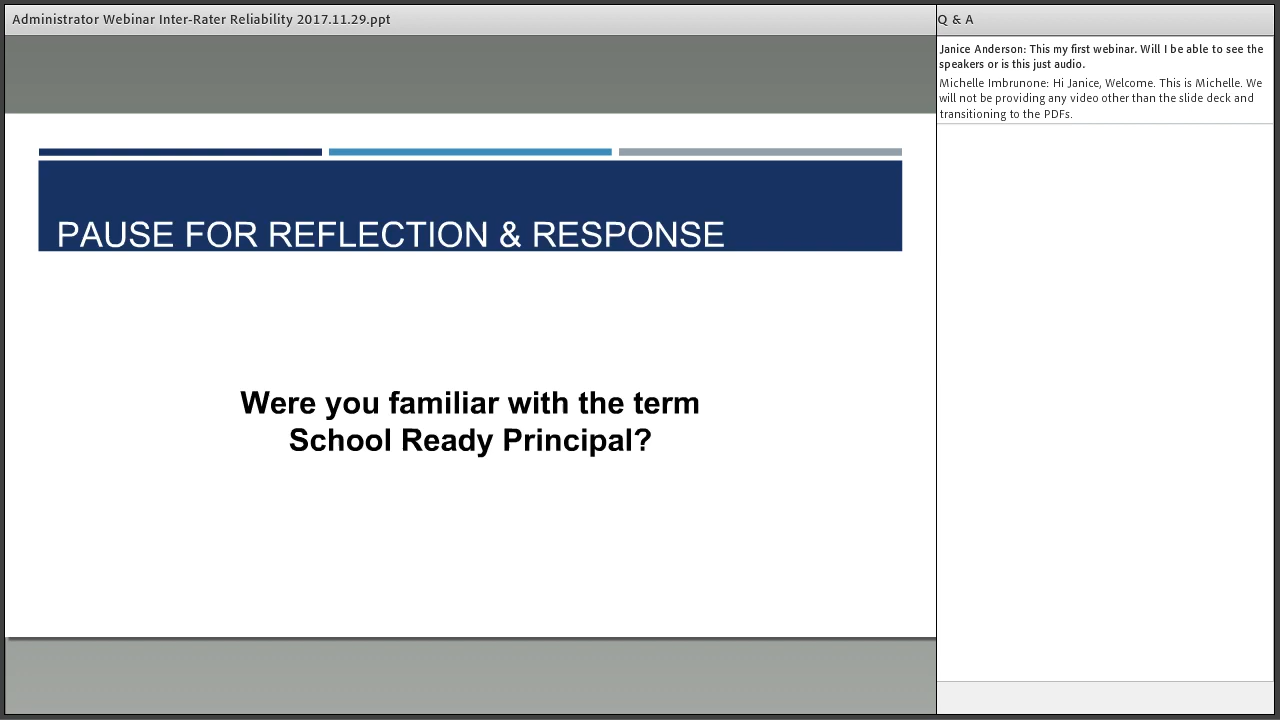 Administrator Webinar Inter-Rater Reliability 2017.11.29.ppt
PAUSE FOR REFLECTION & RESPONSE
Were you familiar with the term
School Ready Principal?
Q & A
Janice Anderson: This my first webinar. Will I be able to see the
speakers or is this just audio.
Michelle Imbrunone: Hi Janice, Welcome. This is Michelle. We
will not be providing any video other than the slide deck and
transitioning to the PDFs.